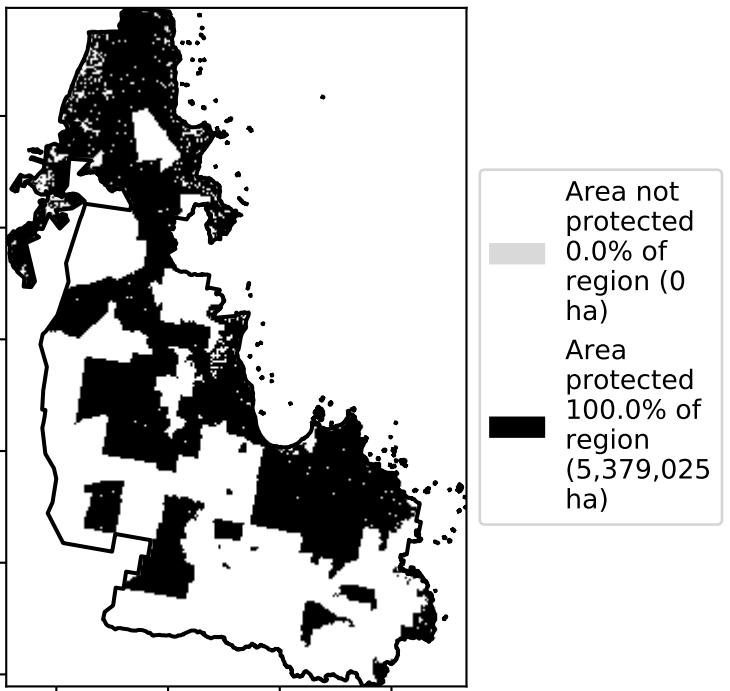 Area not
protected
0.0% of
region (0
ha)
Area
protected
100.0% of
region
(5,379,025
ha)